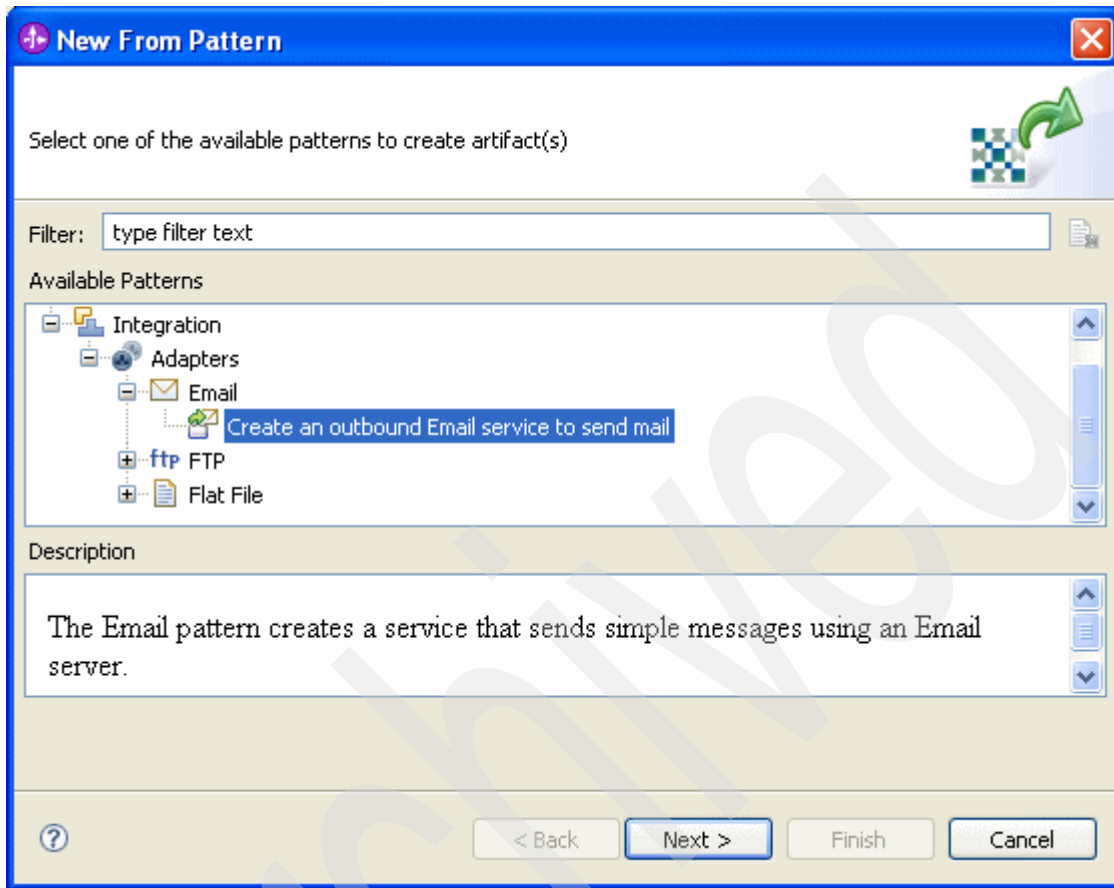 New From Pattern
Select one of the available patterns to create artifact(s)
Filter: type filter text
Available Patterns
Integration
Adapters
Email
Create an outbound Email service to send mail
ftp FTP
Flat File
Description
The Email pattern creates a service that sends simple messages using an Email
server.
? < Back Next > Finish Cancel